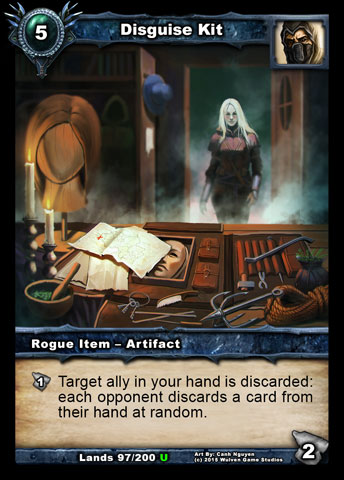 5
Disguise Kit
Rogue Item – Artifact
1 Target ally in your hand is discarded:
each opponent discards a card from
their hand at random.
2
Lands 97/200 U
Art By: Canh Nguyen
(c) 2015 Wulven Game Studios